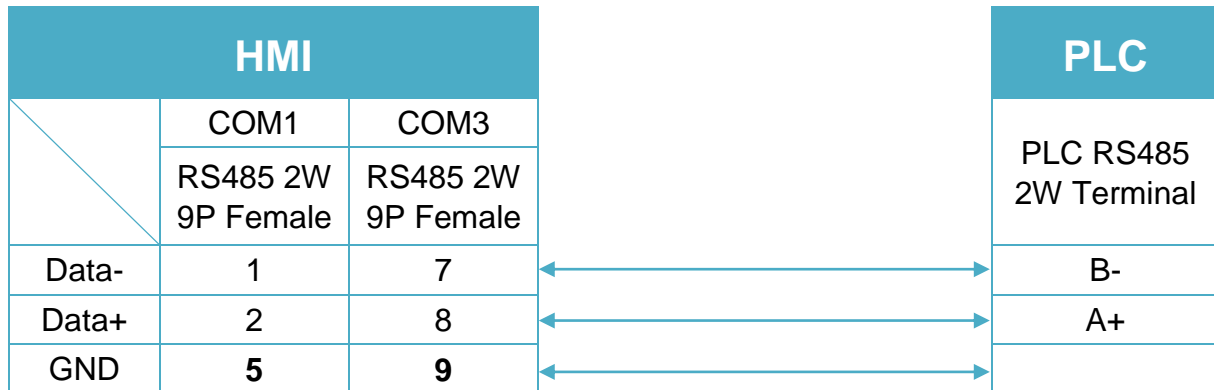 HMI
PLC
COM1
COM3
RS485 2W
9P Female
RS485 2W
9P Female
PLC RS485
2W Terminal
Data-
1
7
B-
Data+
2
8
A+
GND
5
9